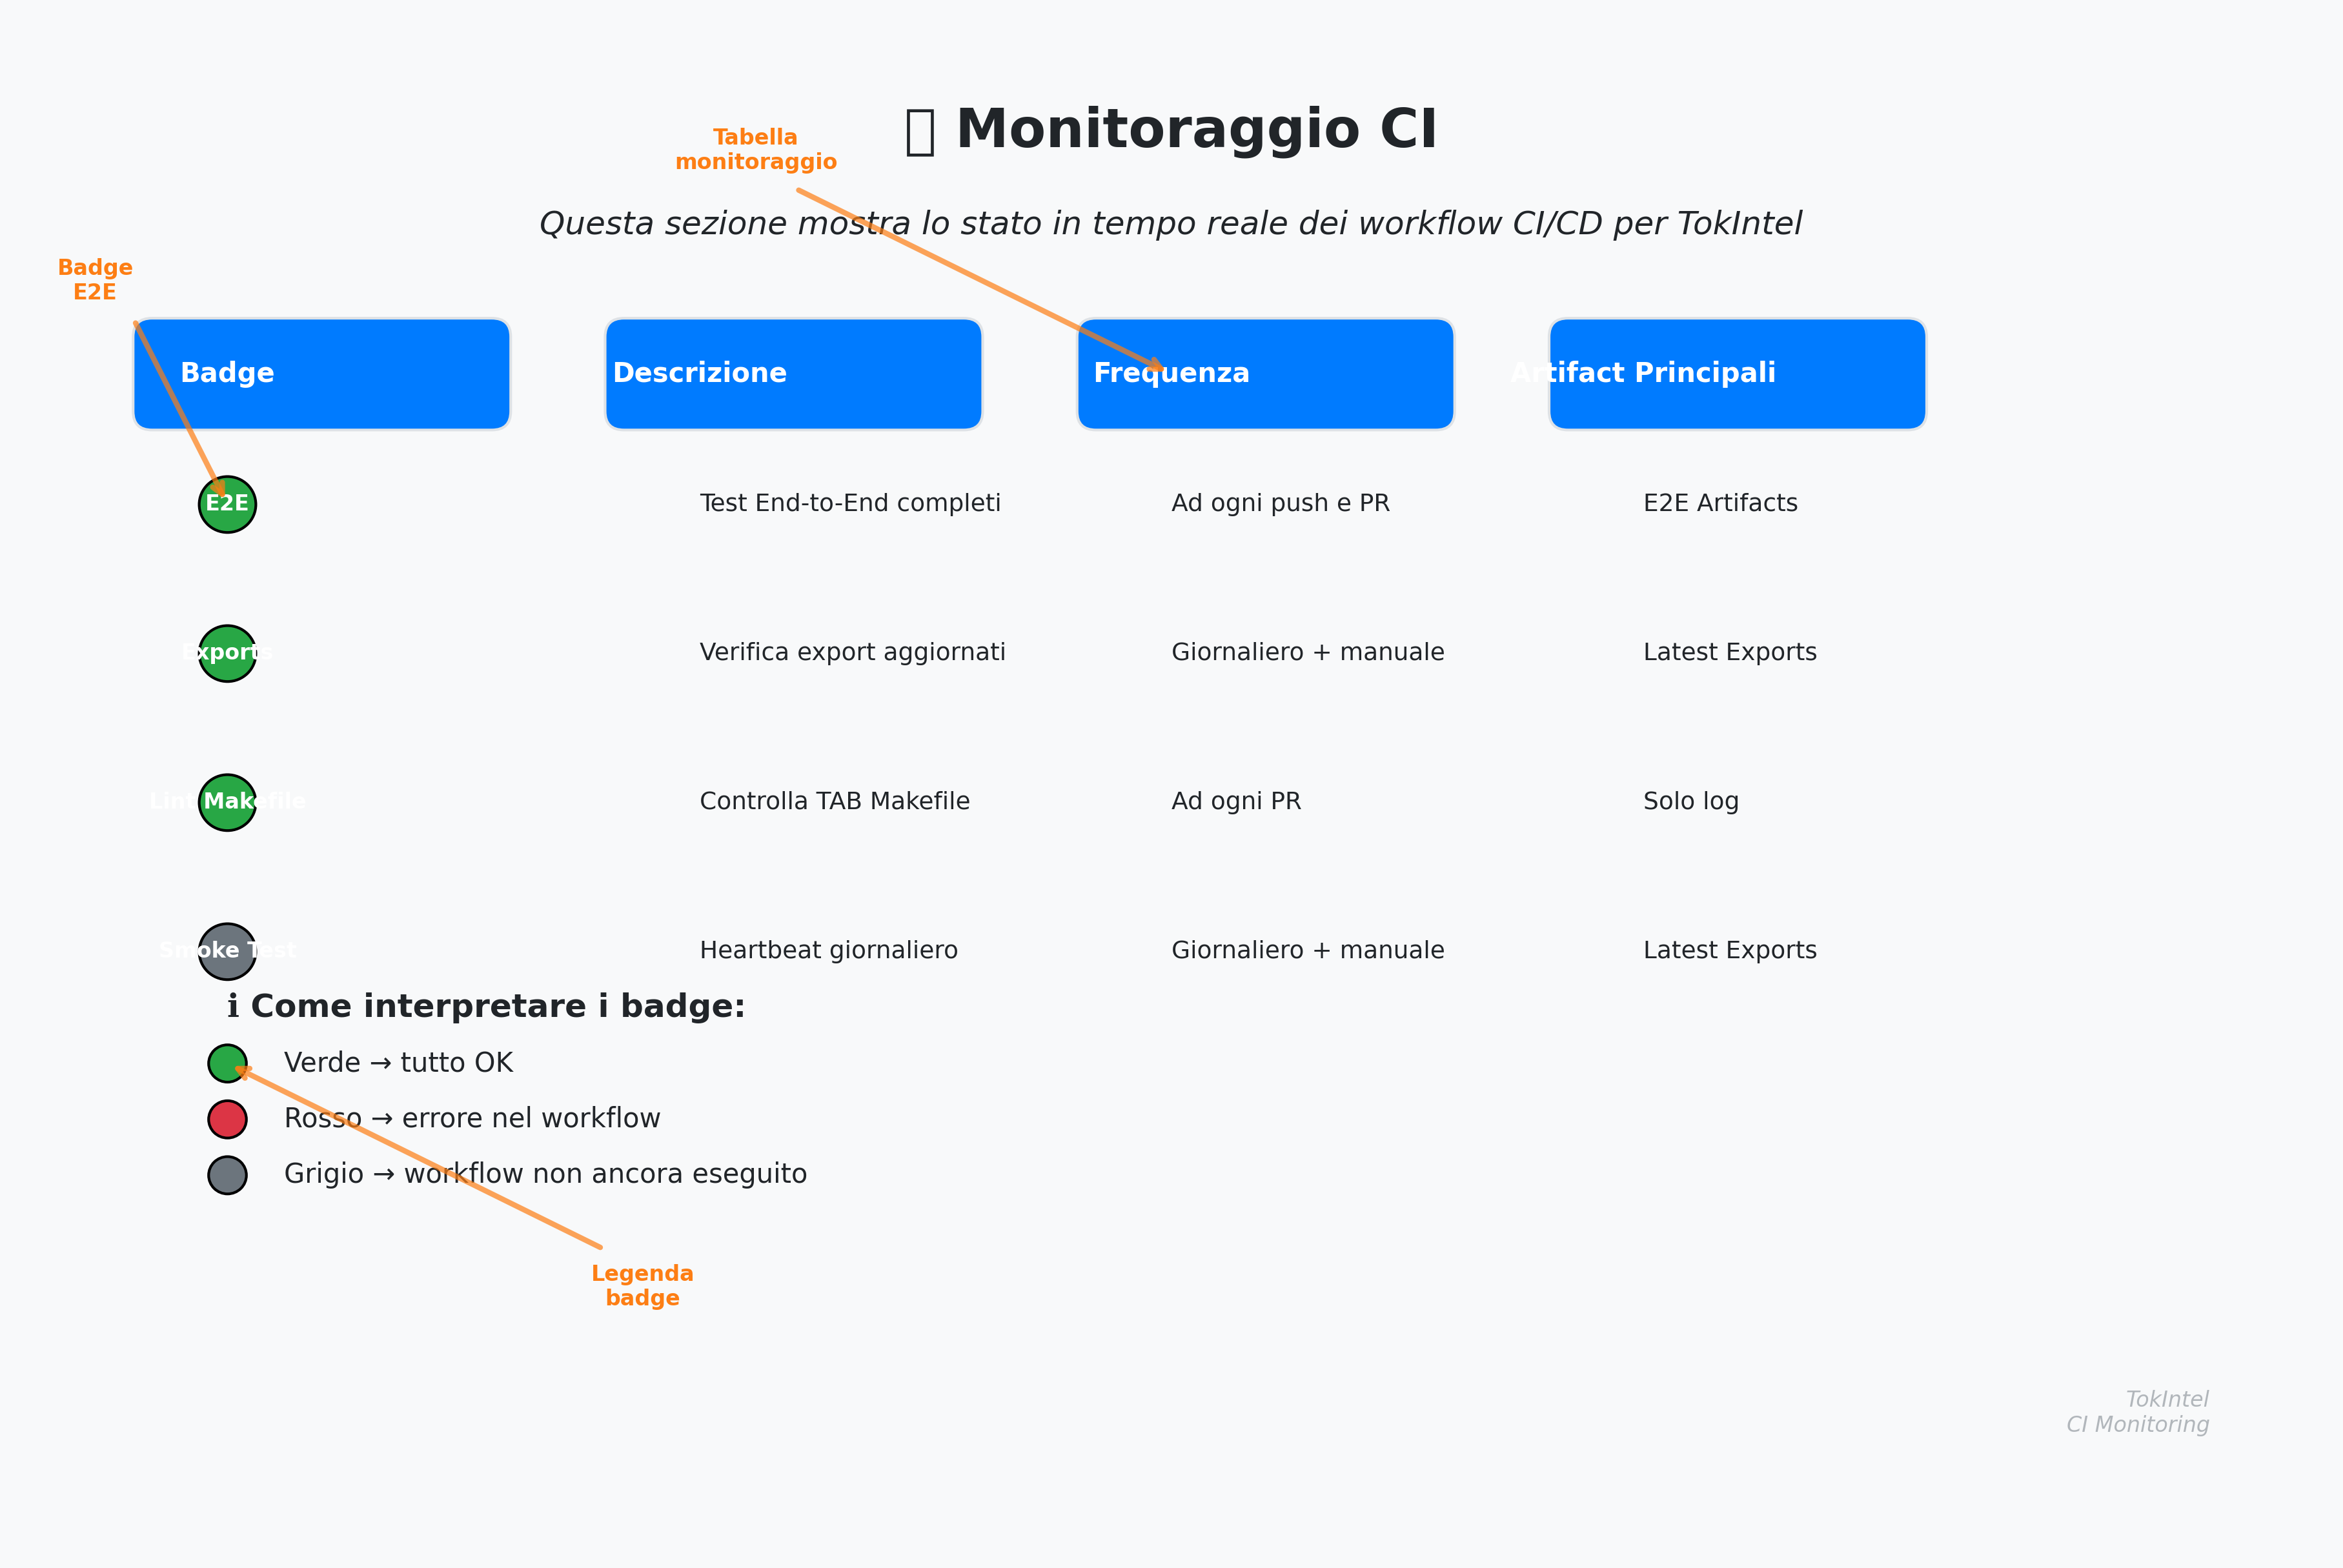 Monitoraggio CI
Tabella
monitoraggio
Questa sezione mostra lo stato in tempo reale dei workflow CI/CD per TokIntel
Badge
E2E
Badge
Descrizione
Frequenza
Artifact Principali
E2E
Test End-to-End completi
Ad ogni push e PR
E2E Artifacts
Exports
Verifica export aggiornati
Giornaliero + manuale
Latest Exports
Lint Makefile
Controlla TAB Makefile
Ad ogni PR
Solo log
Smoke Test
Heartbeat giornaliero
Giornaliero + manuale
Latest Exports
ℹ Come interpretare i badge:
Verde → tutto OK
Rosso → errore nel workflow
Grigio → workflow non ancora eseguito
Legenda
badge
TokIntel
CI Monitoring